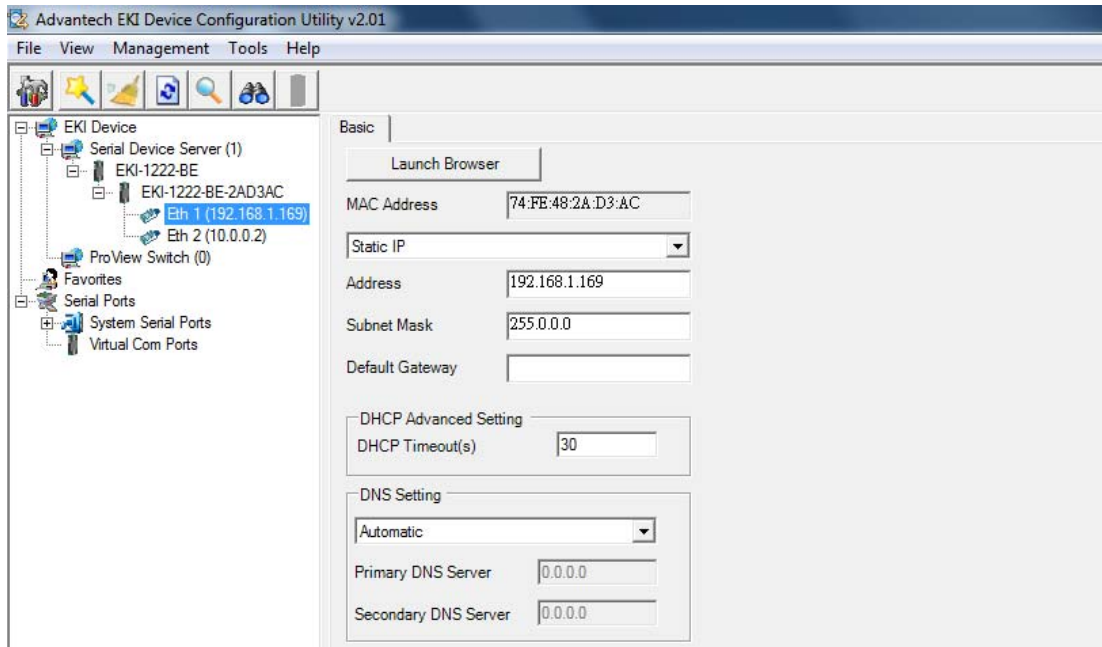 Advantech EKI Device Configuration Utility v2.01
File View Management Tools Help
EKI Device
Serial Device Server (1)
EKI-1222-BE
EKI-1222-BE-2AD3AC
Eth 1 (192.168.1.169)
Eth 2 (10.0.0.2)
ProView Switch (0)
Favorites
Serial Ports
System Serial Ports
Virtual Com Ports
Basic
Launch Browser
MAC Address 74:FE:48:2A:D3:AC
Static IP
Address 192.168.1.169
Subnet Mask 255.0.0.0
Default Gateway
DHCP Advanced Setting
DHCP Timeout(s) 30
DNS Setting
Automatic
Primary DNS Server 0.0.0.0
Secondary DNS Server 0.0.0.0